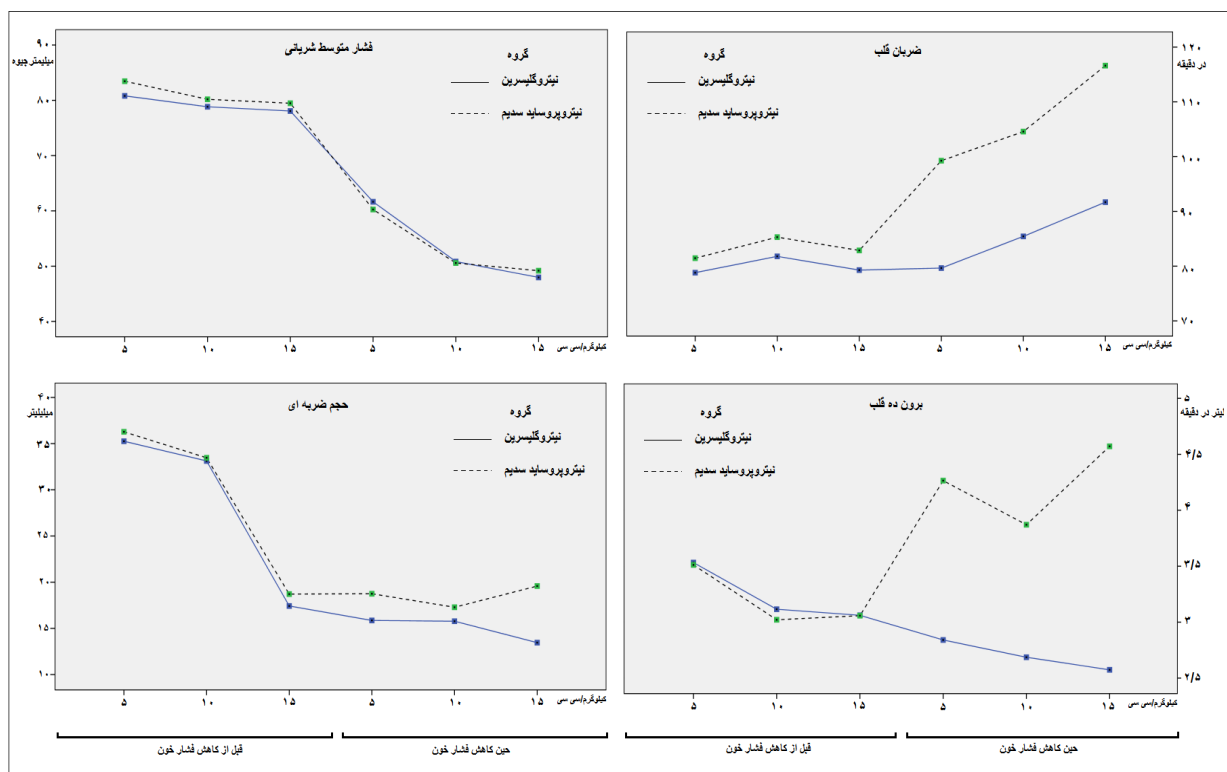 فشار متوسط شریانی
۹۰
میلیمتر جیوه
۸۰
۷۰
۶۰
۵۰
۴۰
گروه
نیتروگلیسرین
نیتروپروساید سدیم
۵ ۱۰ ۱۵ ۵ ۱۰ ۱۵ کیلوگرم/سی سی
ضربان قلب
۱۲۰
در دقیقه
۱۱۰
۱۰۰
۹۰
۸۰
۷۰
گروه
نیتروگلیسرین
نیتروپروساید سدیم
۵ ۱۰ ۱۵ ۵ ۱۰ ۱۵ کیلوگرم/سی سی
حجم ضربه ای
۴۰
میلیلیتر
۳۵
۳۰
۲۵
۲۰
۱۵
۱۰
گروه
نیتروگلیسرین
نیتروپروساید سدیم
۵ ۱۰ ۱۵ ۵ ۱۰ ۱۵ کیلوگرم/سی سی
قبل از کاهش فشار خون
حین کاهش فشار خون
برون ده قلب
۵
لیتر در دقیقه
۴/۵
۴
۳/۵
۳
۲/۵
گروه
نیتروگلیسرین
نیتروپروساید سدیم
۵ ۱۰ ۱۵ ۵ ۱۰ ۱۵ کیلوگرم/سی سی
قبل از کاهش فشار خون
حین کاهش فشار خون